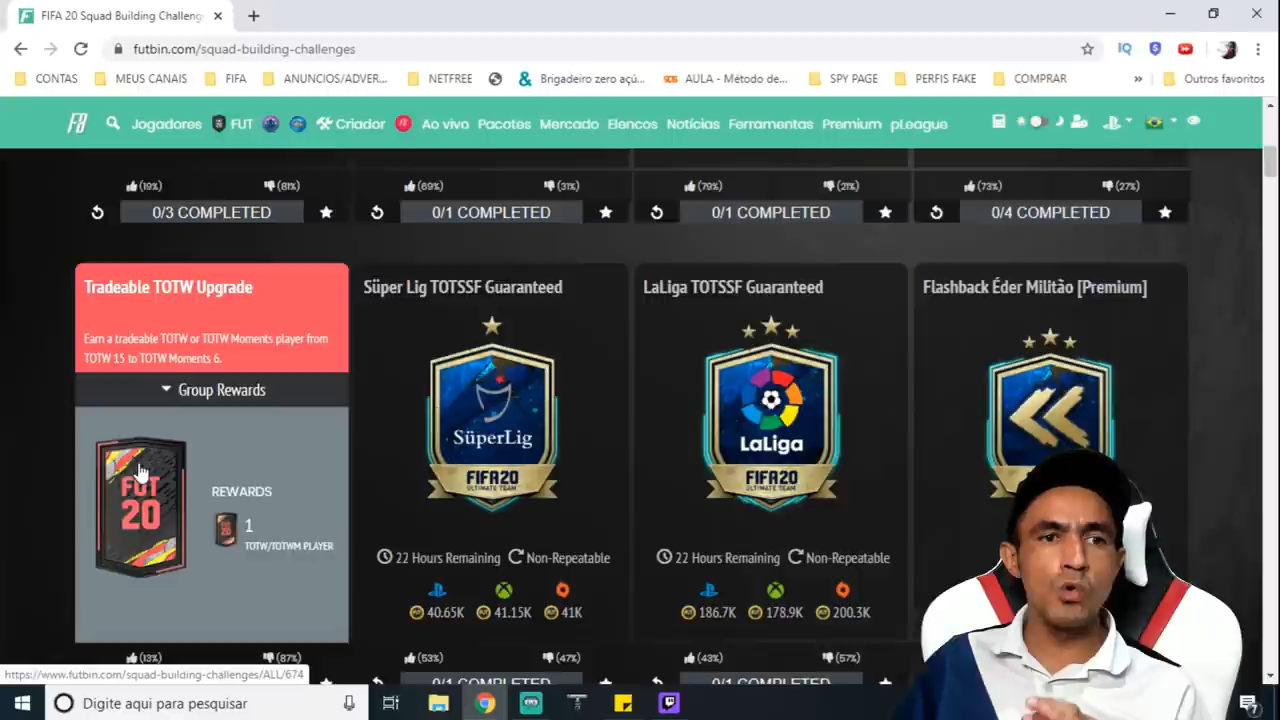 FIFA 20 Squad Building Challeng
futbin.com/squad-building-challenges
CONTAS
MEUS CANAIS
FIFA
ANUNCIOS/ADVER...
NETFREE
Brigadeiro zero açú...
AULA - Método de...
SPY PAGE
PERFIS FAKE
COMPRAR
»
Outros favoritos
Jogadores
FUT
Criador
Ao vivo
Pacotes
Mercado
Elencos
Notícias
Ferramentas
Premium
pLeague
(19%)
(81%)
(69%)
(31%)
(79%)
(21%)
(73%)
(27%)
0/3 COMPLETED
0/1 COMPLETED
0/1 COMPLETED
0/4 COMPLETED
Tradeable TOTW Upgrade
Earn a tradeable TOTW or TOTW Moments player from
TOTW 15 to TOTW Moments 6.
Group Rewards
FUT
20
REWARDS
1
TOTW/TOTWM PLAYER
(13%)
(87%)
Süper Lig TOTSSF Guaranteed
SüperLig
FIFA20
ULTIMATE TEAM
22 Hours Remaining
Non-Repeatable
40.65K
41.15K
41K
(53%)
(47%)
LaLiga TOTSSF Guaranteed
LaLiga
FIFA20
ULTIMATE TEAM
22 Hours Remaining
Non-Repeatable
186.7K
178.9K
200.3K
(43%)
(57%)
Flashback Éder Militão [Premium]
https://www.futbin.com/squad-building-challenges/ALL/674
Digite aqui para pesquisar
7